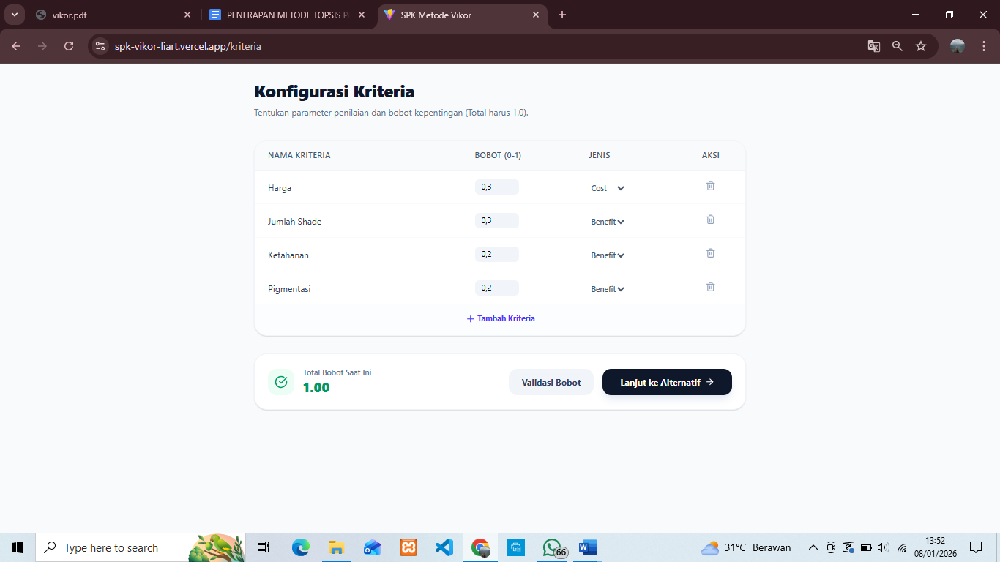 vikor.pdf
PENERAPAN METODE TOPSIS P
SPK Metode Vikor
spk-vikor-liart.vercel.app/kriteria
Konfigurasi Kriteria
Tentukan parameter penilaian dan bobot kepentingan (Total harus 1.0).
NAMA KRITERIA BOBOT (0-1) JENIS AKSI
Harga 0,3 Cost
Jumlah Shade 0,3 Benefit
Ketahanan 0,2 Benefit
Pigmentasi 0,2 Benefit
+ Tambah Kriteria
Total Bobot Saat Ini
1.00
Validasi Bobot
Lanjut ke Alternatif →
Type here to search
66
31°C Berawan
13:52
08/01/2026